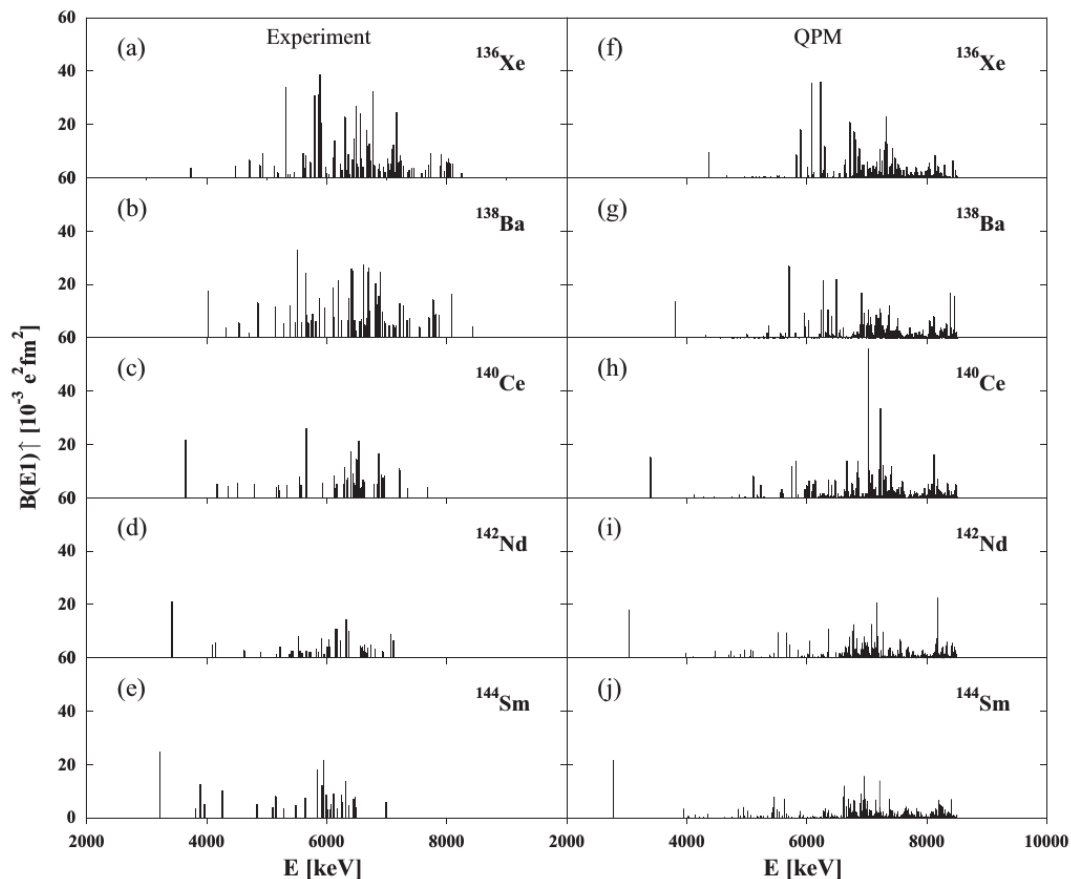 Experiment
QPM
(a)
¹³⁶Xe
(f)
¹³⁶Xe
(b)
¹³⁸Ba
(g)
¹³⁸Ba
(c)
¹⁴⁰Ce
(h)
¹⁴⁰Ce
(d)
¹⁴²Nd
(i)
¹⁴²Nd
(e)
¹⁴⁴Sm
(j)
¹⁴⁴Sm
B(E1)↑ [10⁻³ e²fm²]
60
40
20
60
40
20
60
40
20
60
40
20
60
40
20
0
2000 4000 6000 8000 2000 4000 6000 8000 10000
E [keV] E [keV]